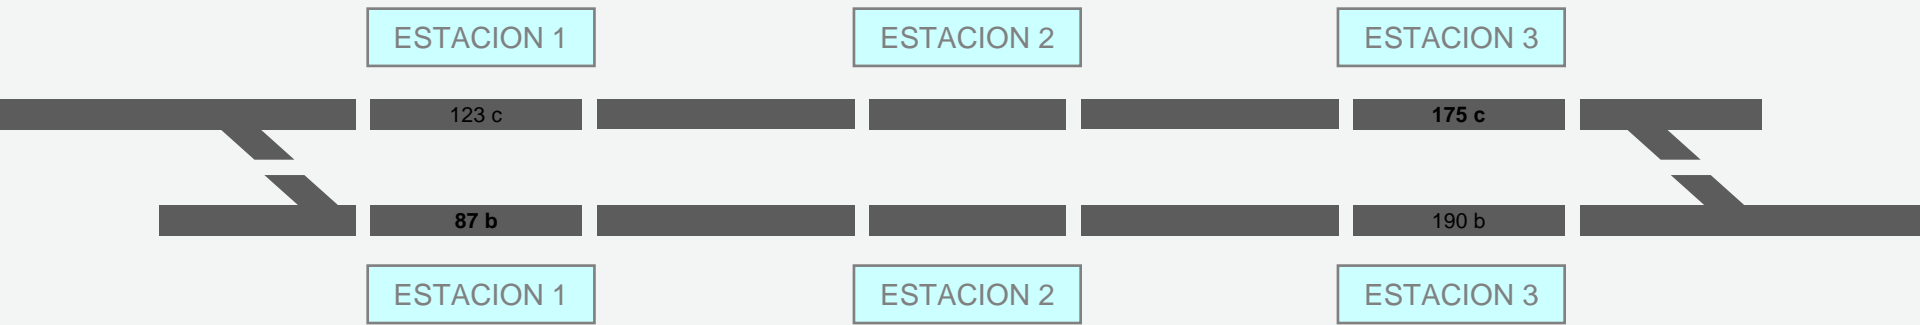 ESTACION 1
ESTACION 2
ESTACION 3
123 c
175 c
87 b
190 b
ESTACION 1
ESTACION 2
ESTACION 3